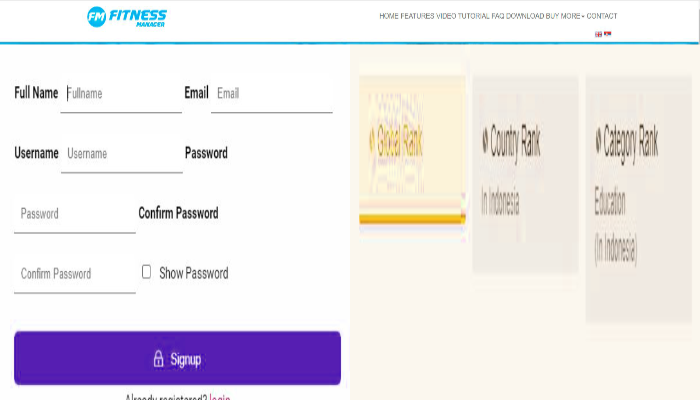 FM FITNESS
MANAGER
HOME FEATURES VIDEO TUTORIAL FAQ DOWNLOAD BUY MORE CONTACT
Full Name Fullname Email Email
Username Username Password
Password Confirm Password
Confirm Password Show Password
Signup
Already registered? login
Global Rank
Country Rank
In Indonesia
Category Rank
Education
(In Indonesia)